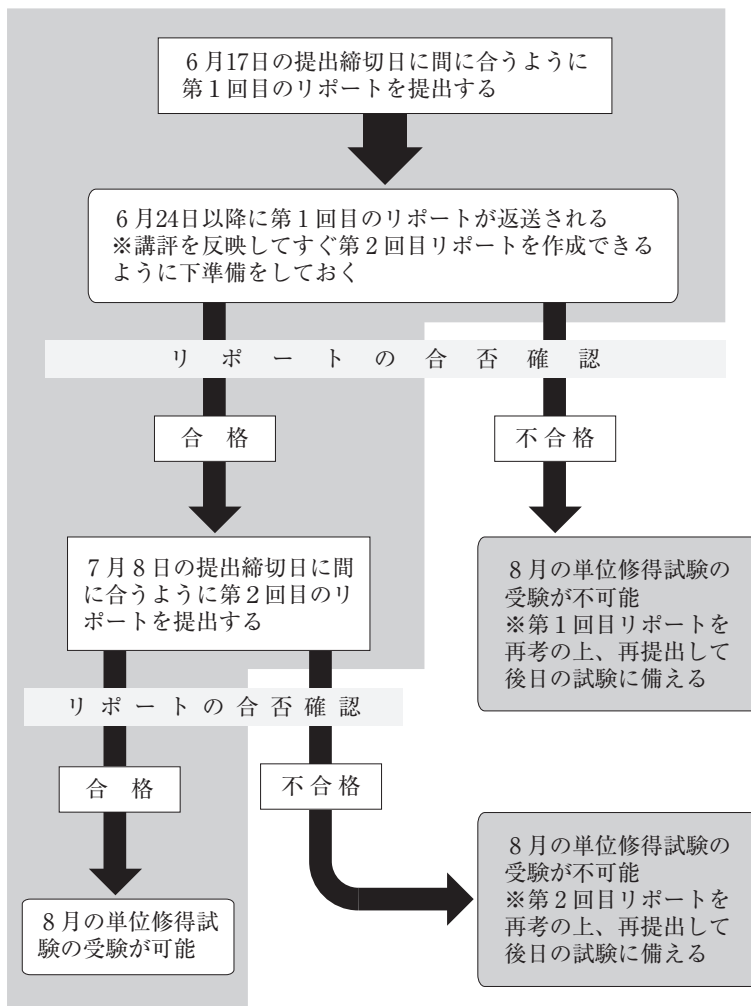 ６月17日の提出締切日に間に合うように
第１回目のリポートを提出する
６月24日以降に第１回目のリポートが返送される
※講評を反映してすぐ第２回目リポートを作成できる
ように下準備をしておく
リポートの合否確認
合格
不合格
７月８日の提出締切日に間
に合うように第２回目のリ
ポートを提出する
８月の単位修得試験の
受験が不可能
※第１回目リポートを
再考の上、再提出して
後日の試験に備える
リポートの合否確認
合格
不合格
８月の単位修得試
験の受験が可能
８月の単位修得試験の
受験が不可能
※第２回目リポートを
再考の上、再提出して
後日の試験に備える